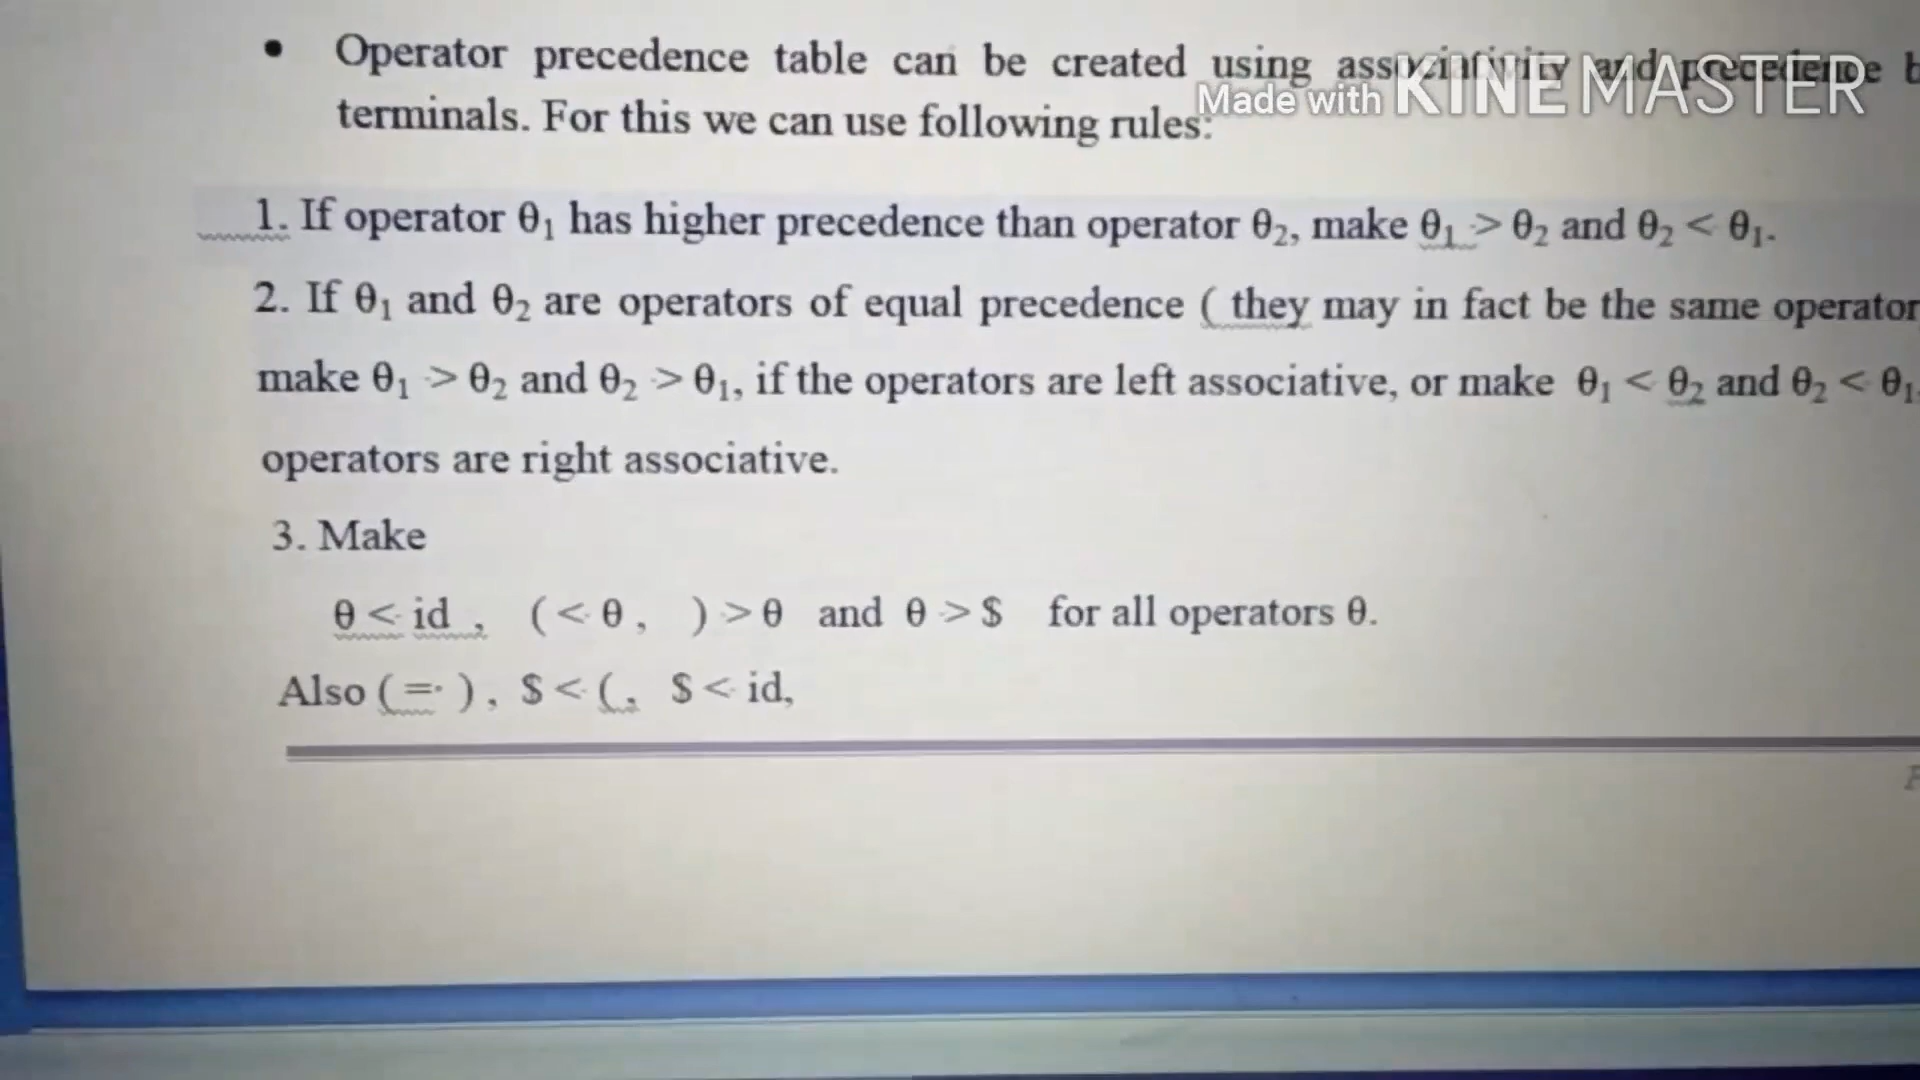 • Operator precedence table can be created using associativity and precedence b
Made with KINEMASTER
terminals. For this we can use following rules:
1. If operator θ₁ has higher precedence than operator θ₂, make θ₁ ·> θ₂ and θ₂ <· θ₁.
2. If θ₁ and θ₂ are operators of equal precedence ( they may in fact be the same operator
make θ₁ ·> θ₂ and θ₂ ·> θ₁, if the operators are left associative, or make θ₁ <· θ₂ and θ₂ <· θ₁
operators are right associative.
3. Make
θ <· id , ( <· θ , ) ·> θ and θ ·> $ for all operators θ.
Also ( =· ) , $ <· ( , $ <· id,